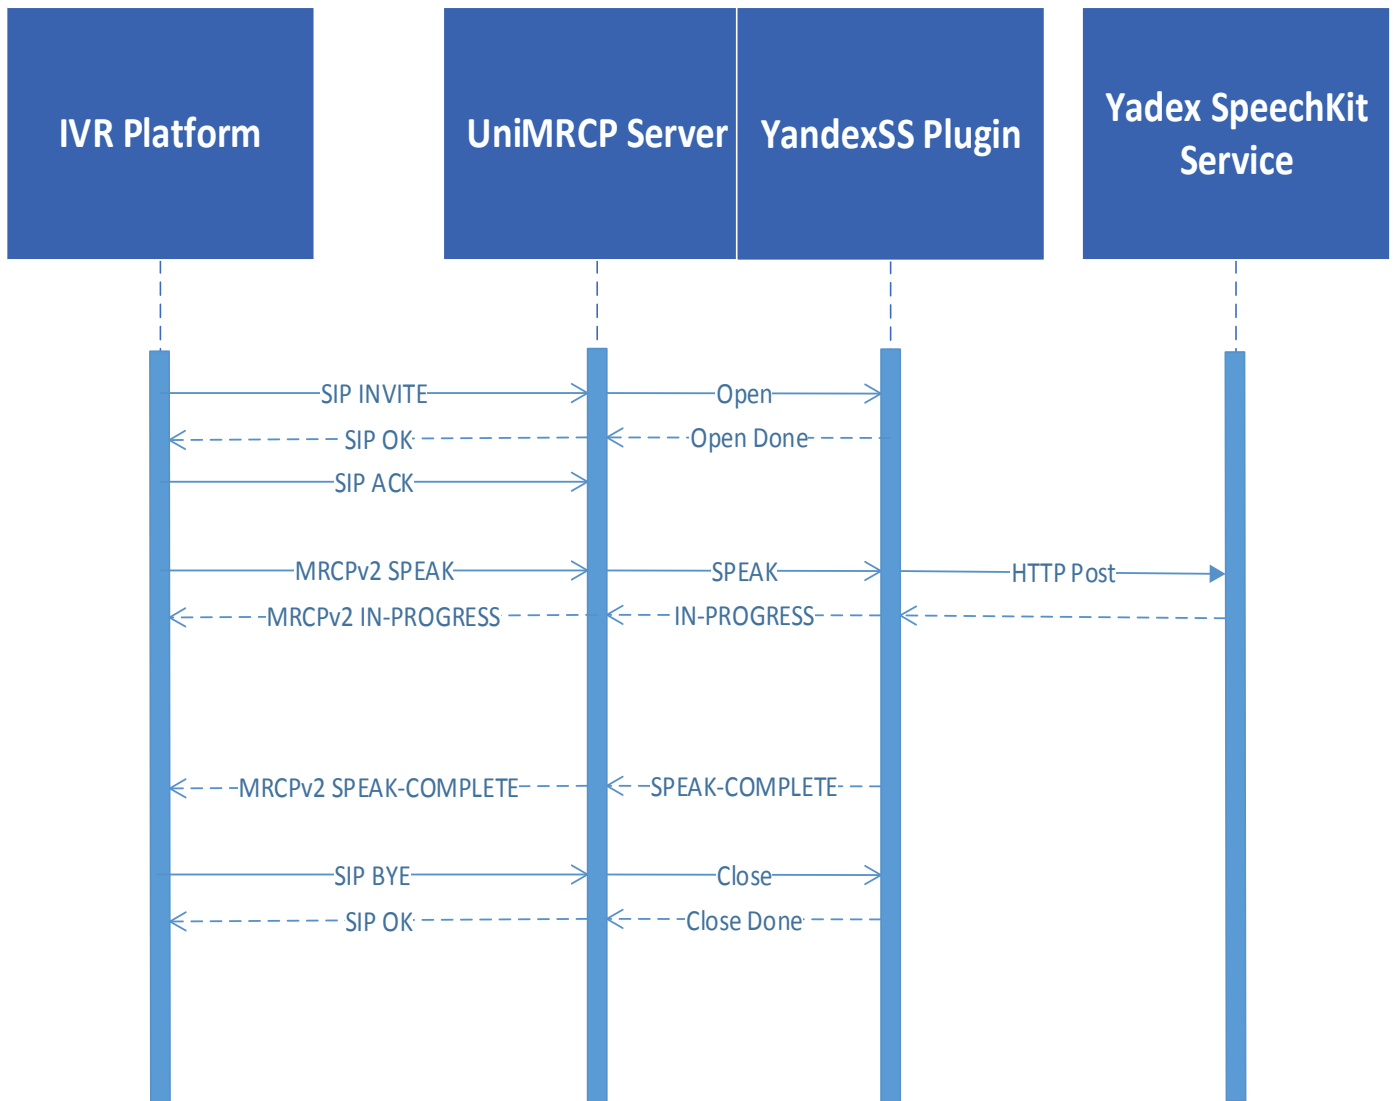 IVR Platform
UniMRCP Server
YandexSS Plugin
Yadex SpeechKit
Service
SIP INVITE
Open
SIP OK
Open Done
SIP ACK
MRCPv2 SPEAK
SPEAK
HTTP Post
MRCPv2 IN-PROGRESS
IN-PROGRESS
MRCPv2 SPEAK-COMPLETE
SPEAK-COMPLETE
SIP BYE
Close
SIP OK
Close Done